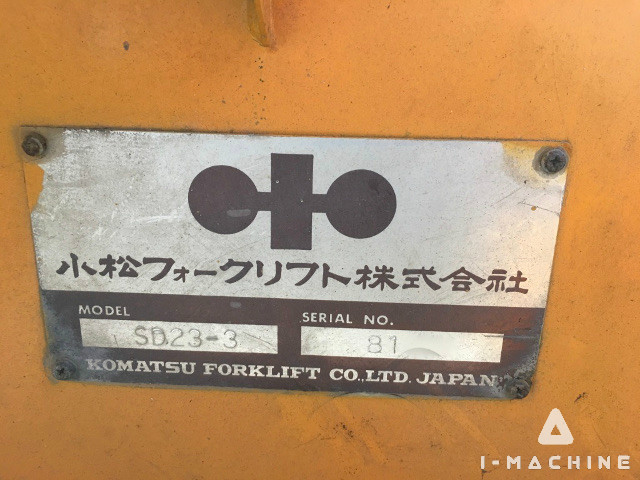 小松フォークリフト株式会社
MODEL
SD23-3
SERIAL NO.
81
KOMATSU FORKLIFT CO.,LTD. JAPAN
I-MACHINE